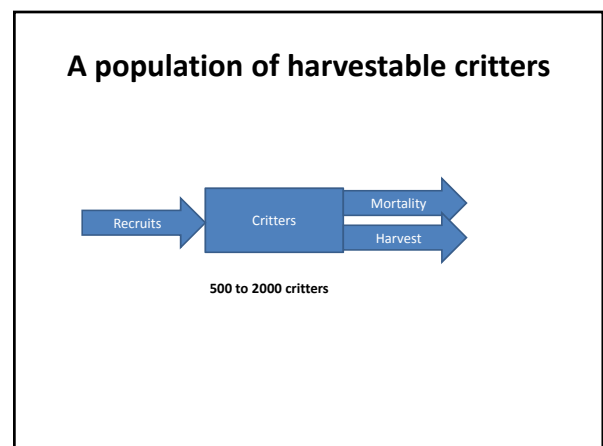 A population of harvestable critters
Recruits
Critters
Mortality
Harvest
500 to 2000 critters